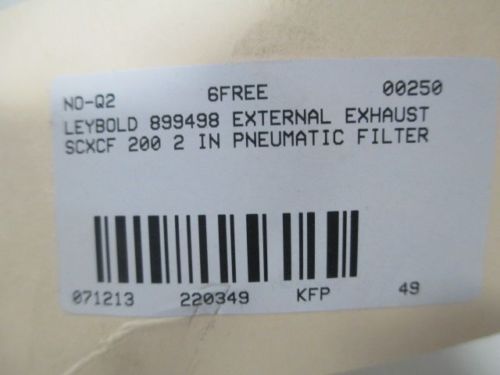 NO-Q2 6FREE 00250
LEYBOLD 899498 EXTERNAL EXHAUST
SCXCF 200 2 IN PNEUMATIC FILTER
071213 220349 KFP 49